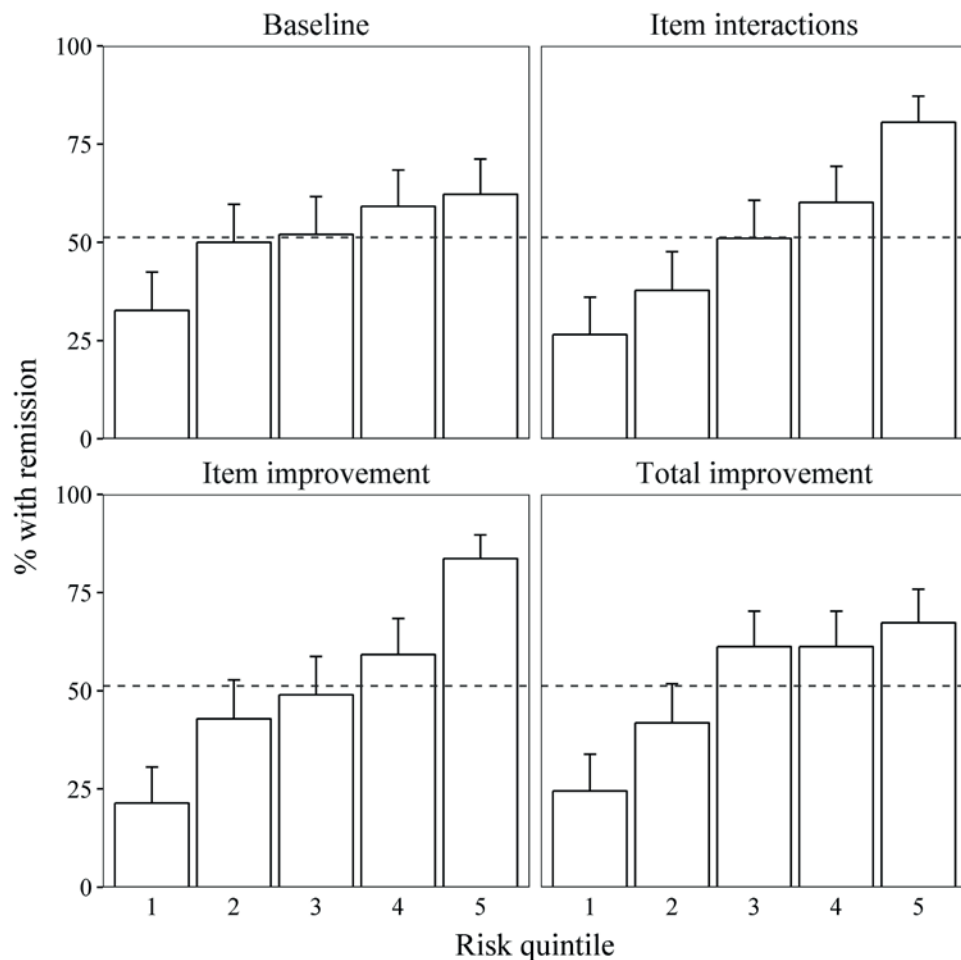 Baseline
Item interactions
100
75
50
25
0
Item improvement
Total improvement
100
75
50
25
0
% with remission
1 2 3 4 5
1 2 3 4 5
Risk quintile